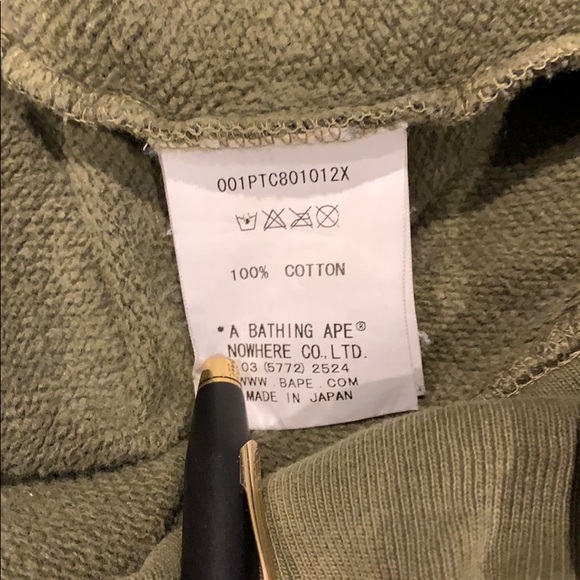 001PTC801012X
100% COTTON
A BATHING APE®
NOWHERE CO.,LTD.
03 (5772) 2524
WWW.BAPE.COM
MADE IN JAPAN